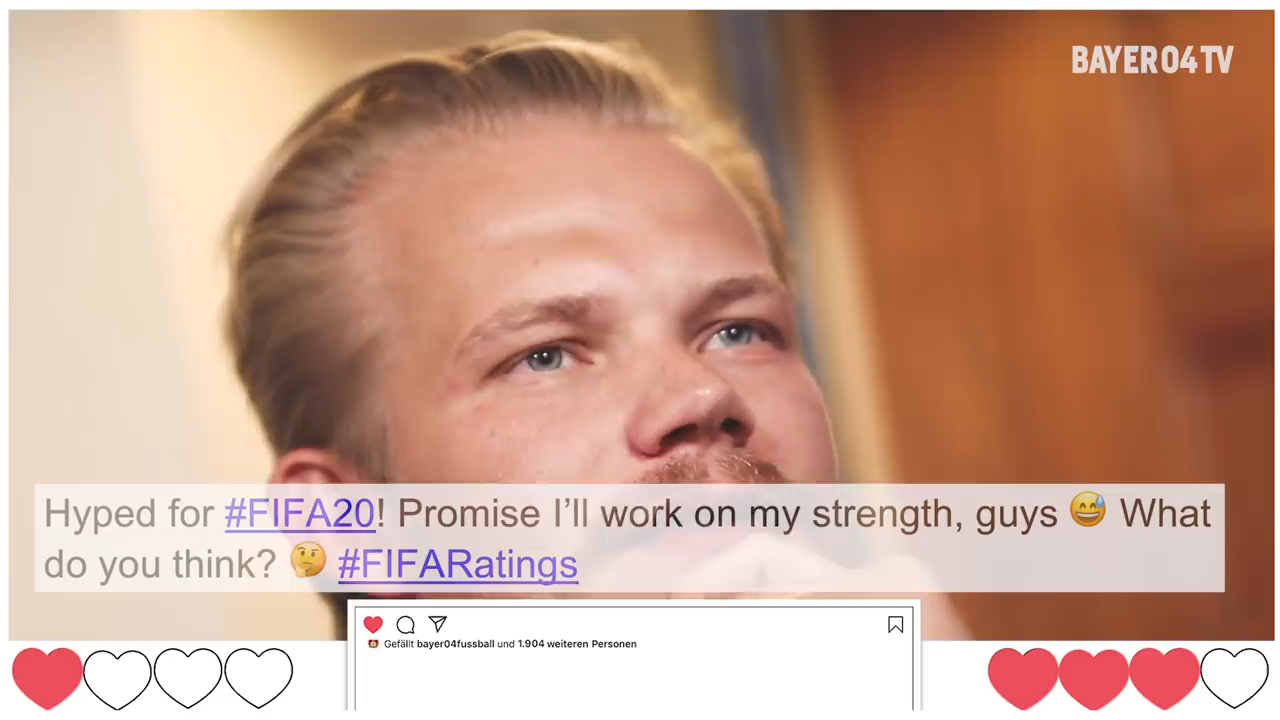 BAYER04TV
Hyped for #FIFA20! Promise I’ll work on my strength, guys 😅 What
do you think? 🤔 #FIFARatings
Gefällt bayer04fussball und 1.904 weiteren Personen